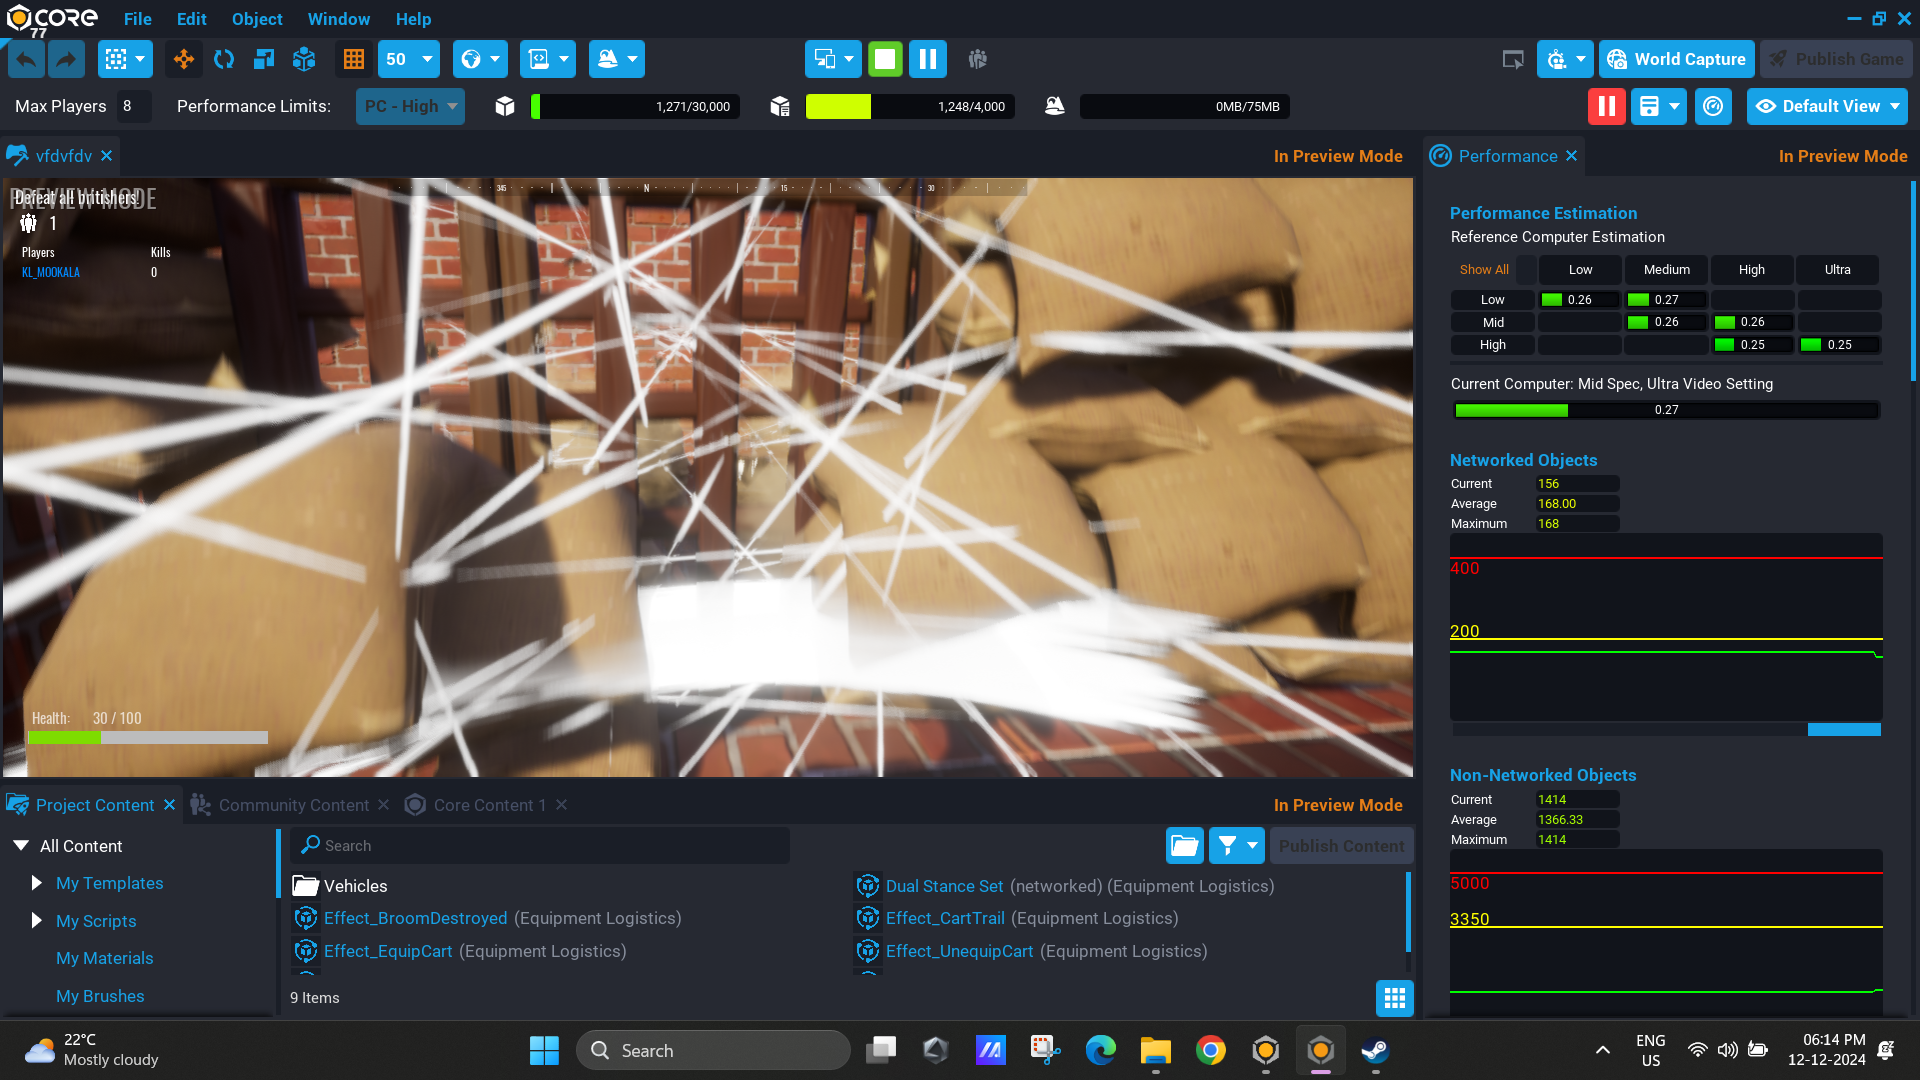 CORE
77
File
Edit
Object
Window
Help
50
World Capture
Publish Game
Max Players 8
Performance Limits:
PC - High
1,271/30,000
1,248/4,000
0MB/75MB
Default View
vfdvfdv
In Preview Mode
PREVIEW MODE
Defeat all britishers!
1
Players
Kills
KL_MOOKALA
0
345
N
15
30
Health: 30 / 100
Performance
In Preview Mode
Performance Estimation
Reference Computer Estimation
Show All
Low
Medium
High
Ultra
Low 0.26 0.27
Mid 0.26 0.26
High 0.25 0.25
Current Computer: Mid Spec, Ultra Video Setting
0.27
Networked Objects
Current 156
Average 168.00
Maximum 168
400
200
Non-Networked Objects
Current 1414
Average 1366.33
Maximum 1414
5000
3350
Project Content
Community Content
Core Content 1
In Preview Mode
All Content
My Templates
My Scripts
My Materials
My Brushes
Search
Publish Content
Vehicles
Dual Stance Set (networked) (Equipment Logistics)
Effect_BroomDestroyed (Equipment Logistics)
Effect_CartTrail (Equipment Logistics)
Effect_EquipCart (Equipment Logistics)
Effect_UnequipCart (Equipment Logistics)
9 Items
22°C
Mostly cloudy
Search
ENG
US
06:14 PM
12-12-2024